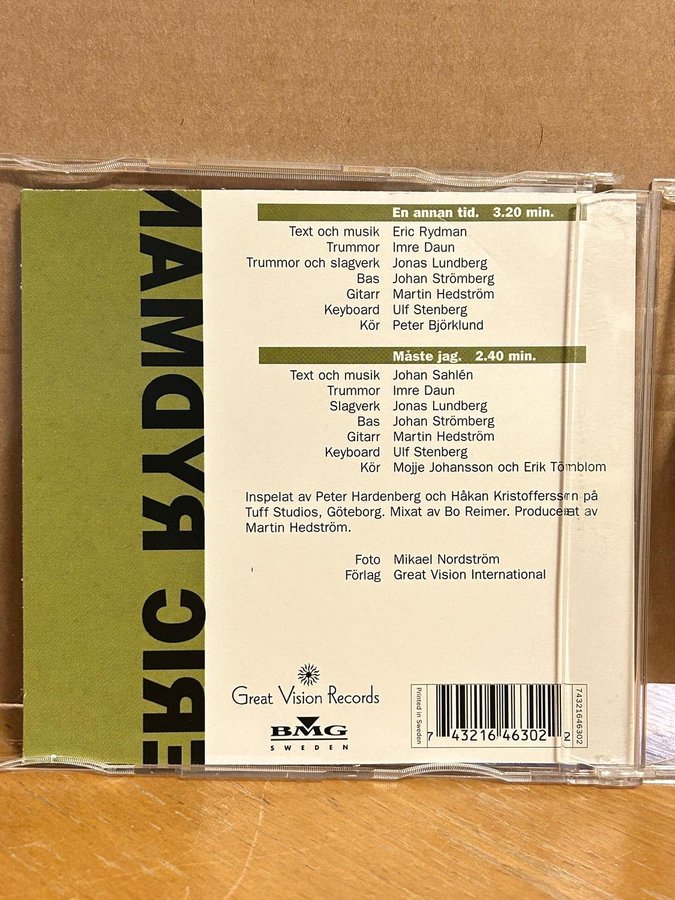 ERIC RYDMAN
En annan tid. 3.20 min.
Text och musik Eric Rydman
Trummor Imre Daun
Trummor och slagverk Jonas Lundberg
Bas Johan Strömberg
Gitarr Martin Hedström
Keyboard Ulf Stenberg
Kör Peter Björklund
Måste jag. 2.40 min.
Text och musik Johan Sahlén
Trummor Imre Daun
Slagverk Jonas Lundberg
Bas Johan Strömberg
Gitarr Martin Hedström
Keyboard Ulf Stenberg
Kör Mojje Johansson och Erik Törnblom
Inspelat av Peter Hardenberg och Håkan Kristoffersson på
Tuff Studios, Göteborg. Mixat av Bo Reimer. Producerat av
Martin Hedström.
Foto Mikael Nordström
Förlag Great Vision International
Great Vision Records
BMG
SWEDEN
Printed in Sweden
7 43216 46302 2
74321646302